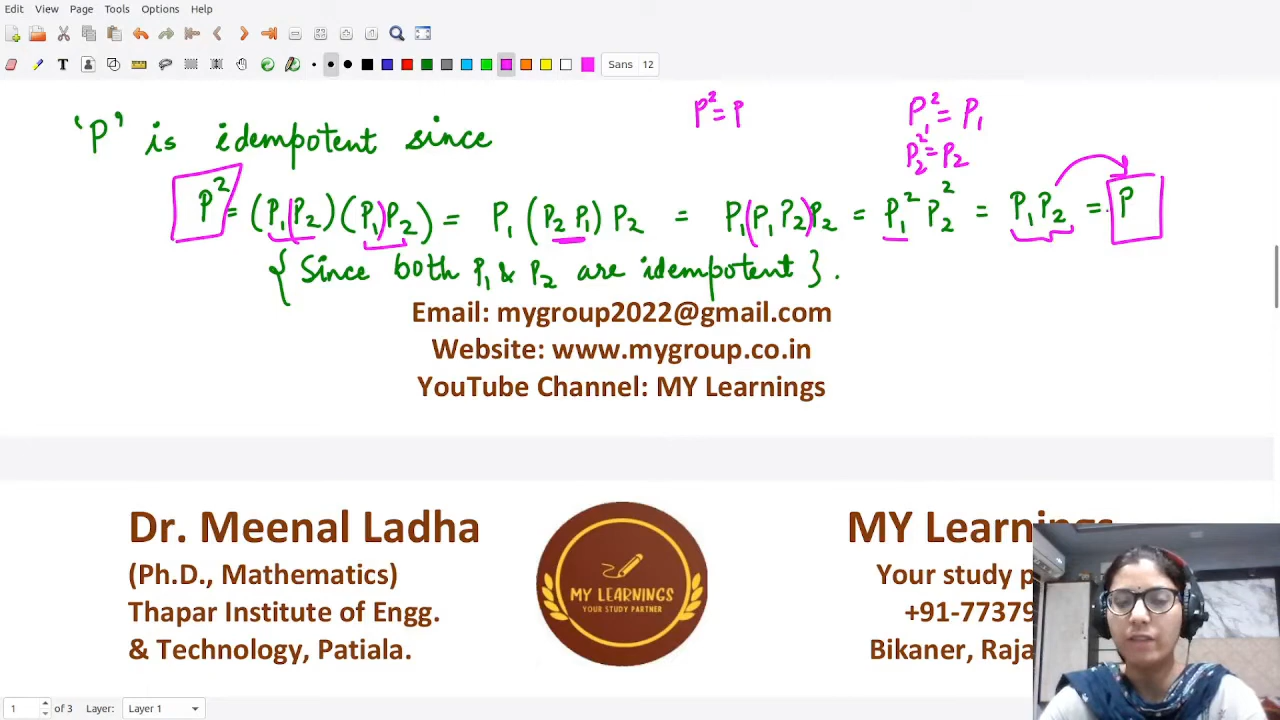 Edit View Page Tools Options Help
T Sans 12
P² = P
P₁² = P₁
P₂² = P₂
'P' is idempotent since
P² = (P₁P₂)(P₁P₂) = P₁(P₂P₁)P₂ = P₁(P₁P₂)P₂ = P₁²P₂² = P₁P₂ = P
{Since both P₁ & P₂ are idempotent}.
Email: mygroup2022@gmail.com
Website: www.mygroup.co.in
YouTube Channel: MY Learnings
Dr. Meenal Ladha
(Ph.D., Mathematics)
Thapar Institute of Engg.
& Technology, Patiala.
MY LEARNINGS
YOUR STUDY PARTNER
MY Learnings
Your study p
+91-7737
Bikaner, Raja
1 of 3 Layer: Layer 1